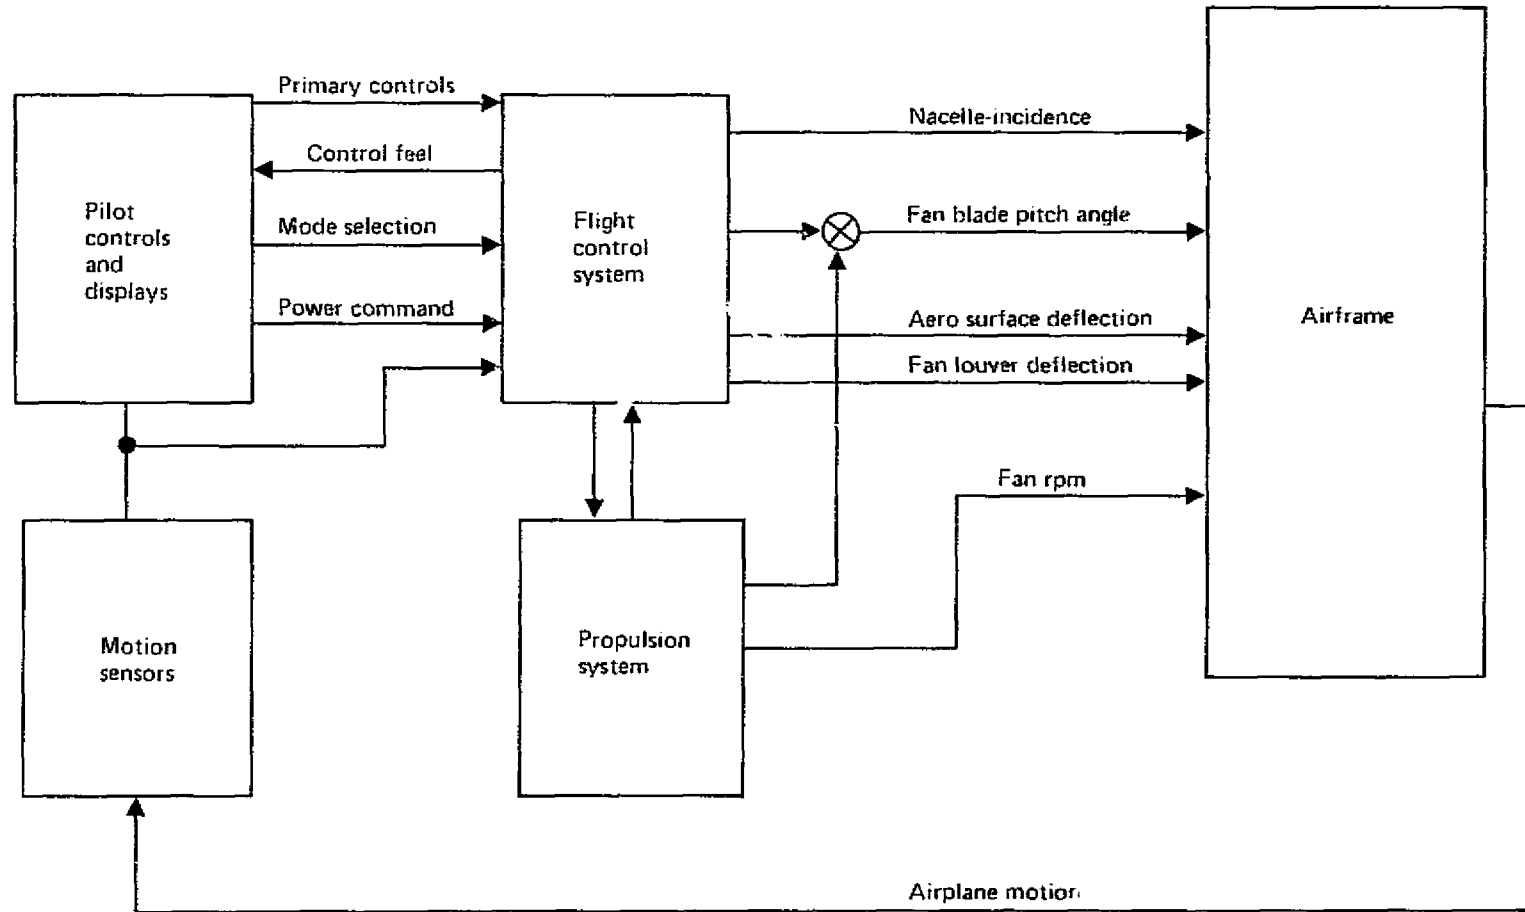 Primary controls
Control feel
Mode selection
Power command
Pilot
controls
and
displays
Flight
control
system
Nacelle-incidence
Fan blade pitch angle
Aero surface deflection
Fan louver deflection
Fan rpm
Airframe
Motion
sensors
Propulsion
system
Airplane motion